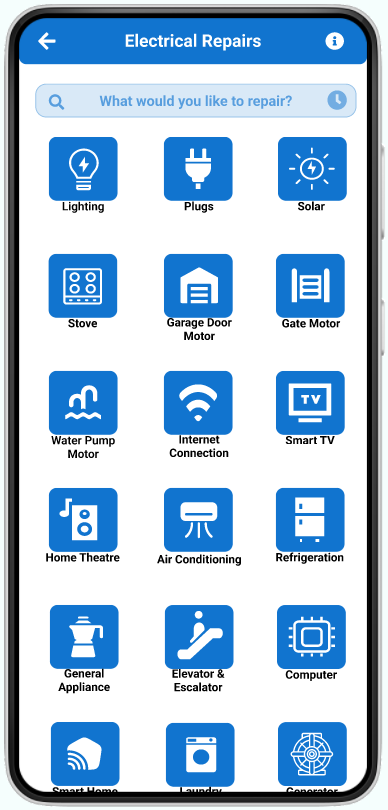 Electrical Repairs
What would you like to repair?
Lighting
Plugs
Solar
Stove
Garage Door
Motor
Gate Motor
Water Pump
Motor
Internet
Connection
TV
Smart TV
Home Theatre
Air Conditioning
Refrigeration
General
Appliance
Elevator &
Escalator
Computer
Smart Home
Laundry
Generator